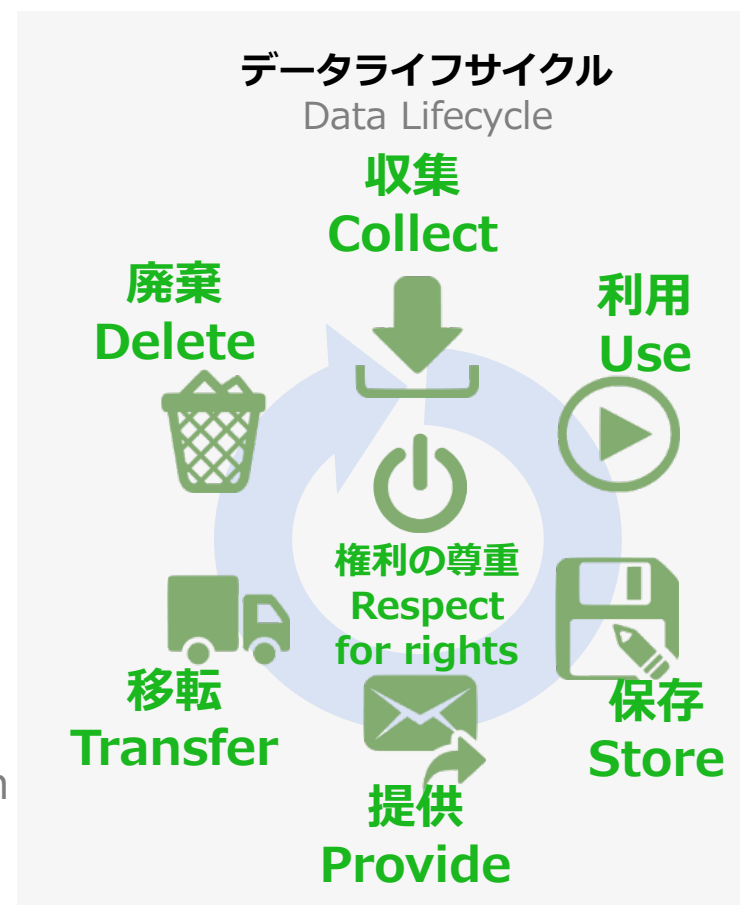 データライフサイクル
Data Lifecycle
収集
Collect
利用
Use
保存
Store
提供
Provide
移転
Transfer
廃棄
Delete
権利の尊重
Respect
for rights